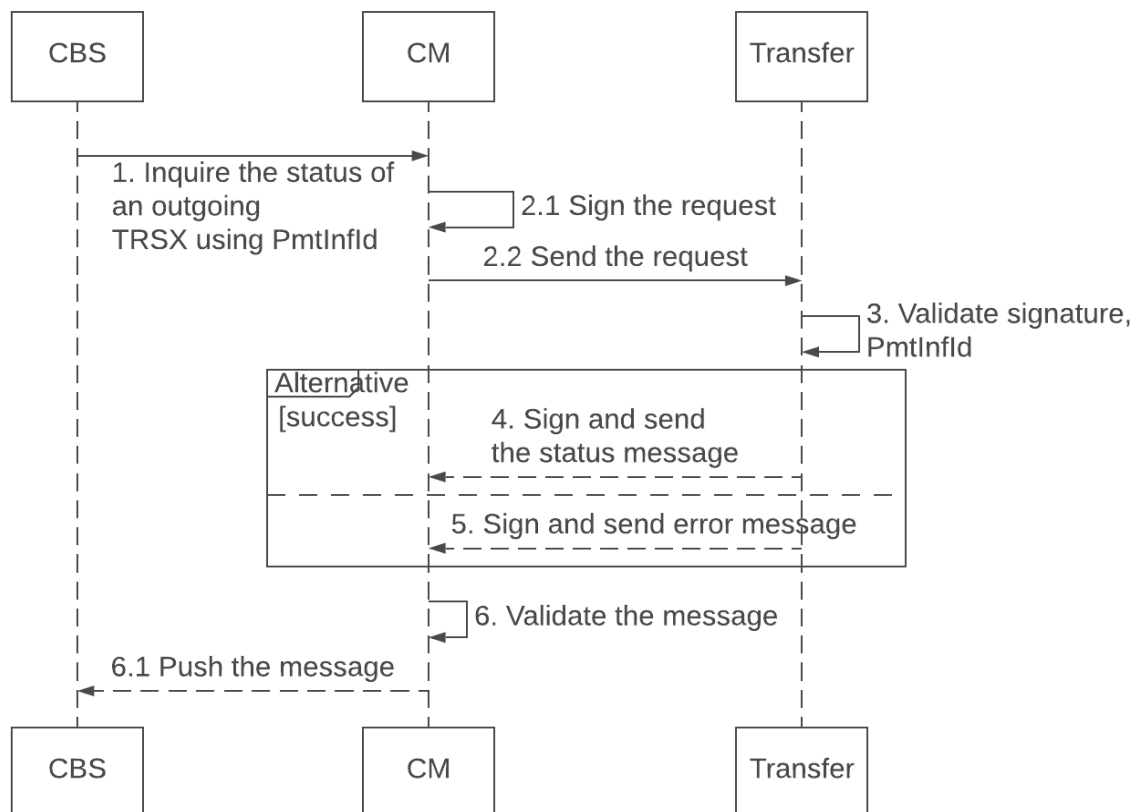 CBS
CM
Transfer
1. Inquire the status of
an outgoing
TRSX using PmtInfId
2.1 Sign the request
2.2 Send the request
3. Validate signature,
PmtInfId
Alternative
[success]
4. Sign and send
the status message
5. Sign and send error message
6. Validate the message
6.1 Push the message
CBS
CM
Transfer